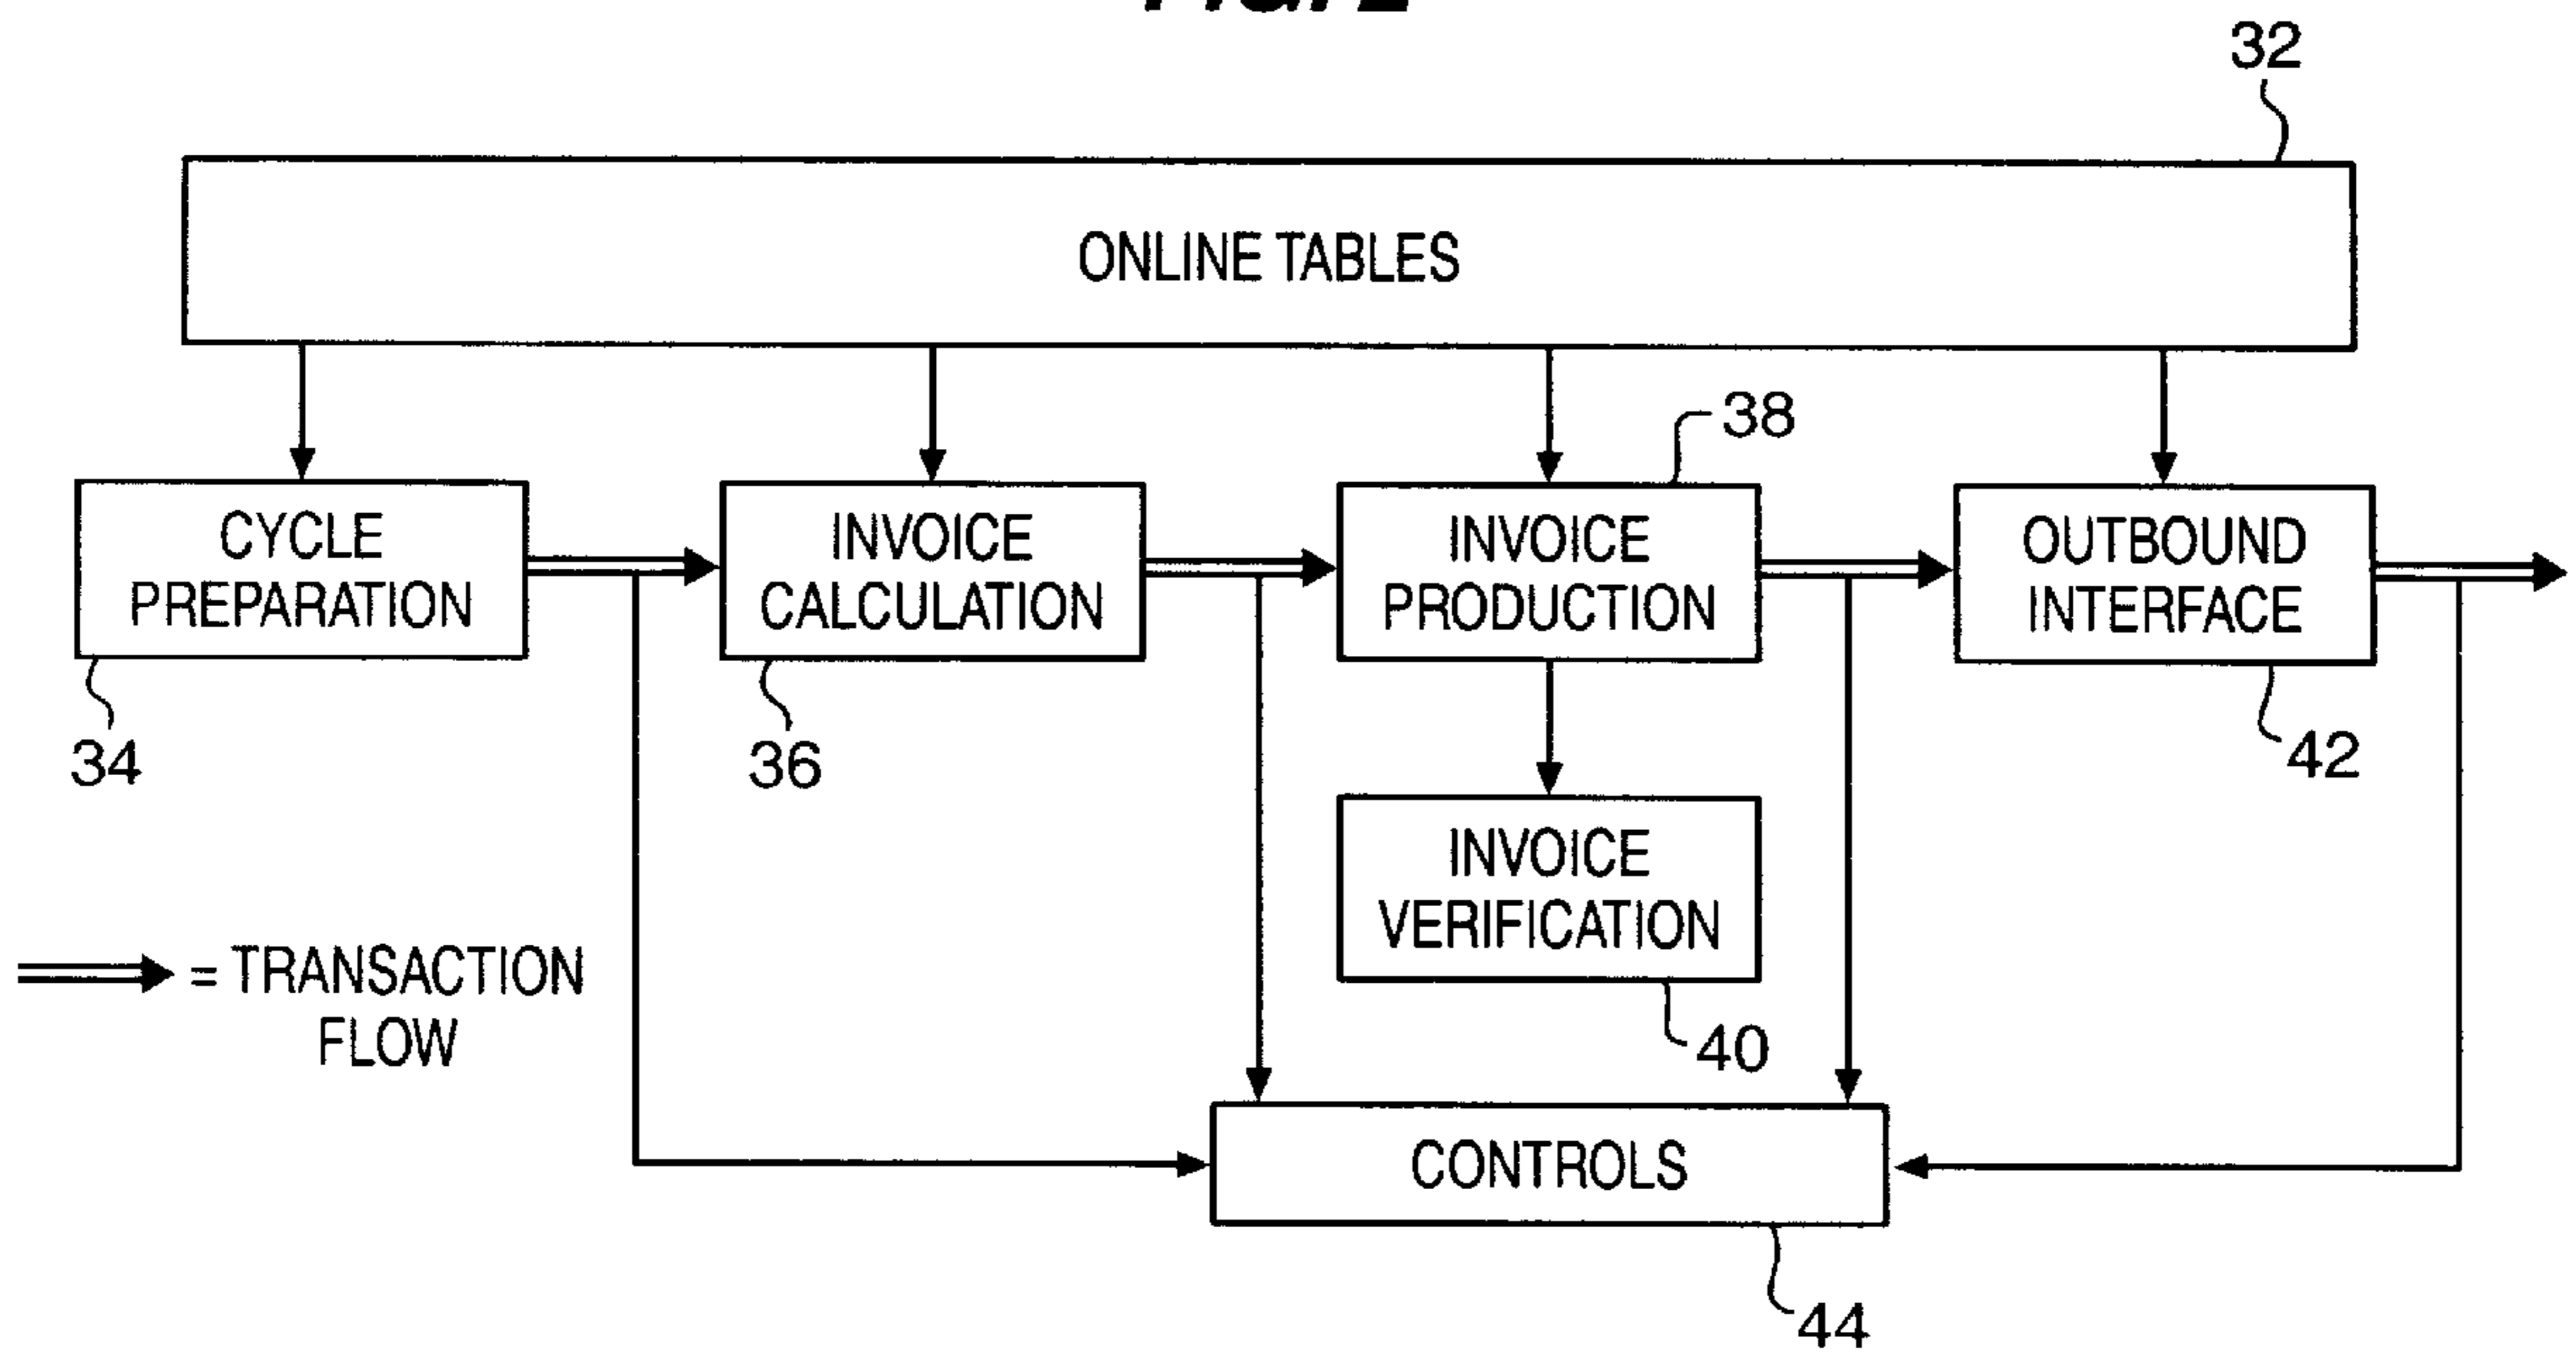 32
ONLINE TABLES
38
CYCLE
PREPARATION
INVOICE
CALCULATION
INVOICE
PRODUCTION
OUTBOUND
INTERFACE
34
36
42
INVOICE
VERIFICATION
40
= TRANSACTION
FLOW
CONTROLS
44